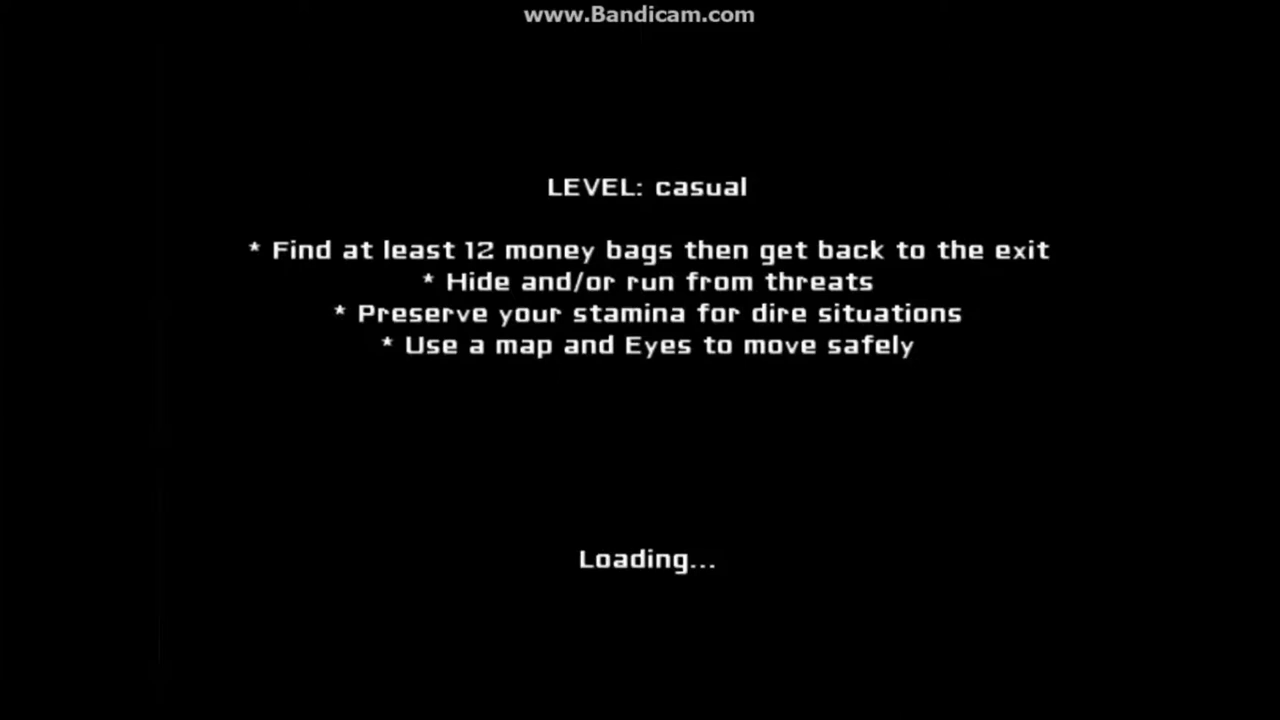 www.Bandicam.com
LEVEL: casual
* Find at least 12 money bags then get back to the exit
* Hide and/or run from threats
* Preserve your stamina for dire situations
* Use a map and Eyes to move safely
Loading...